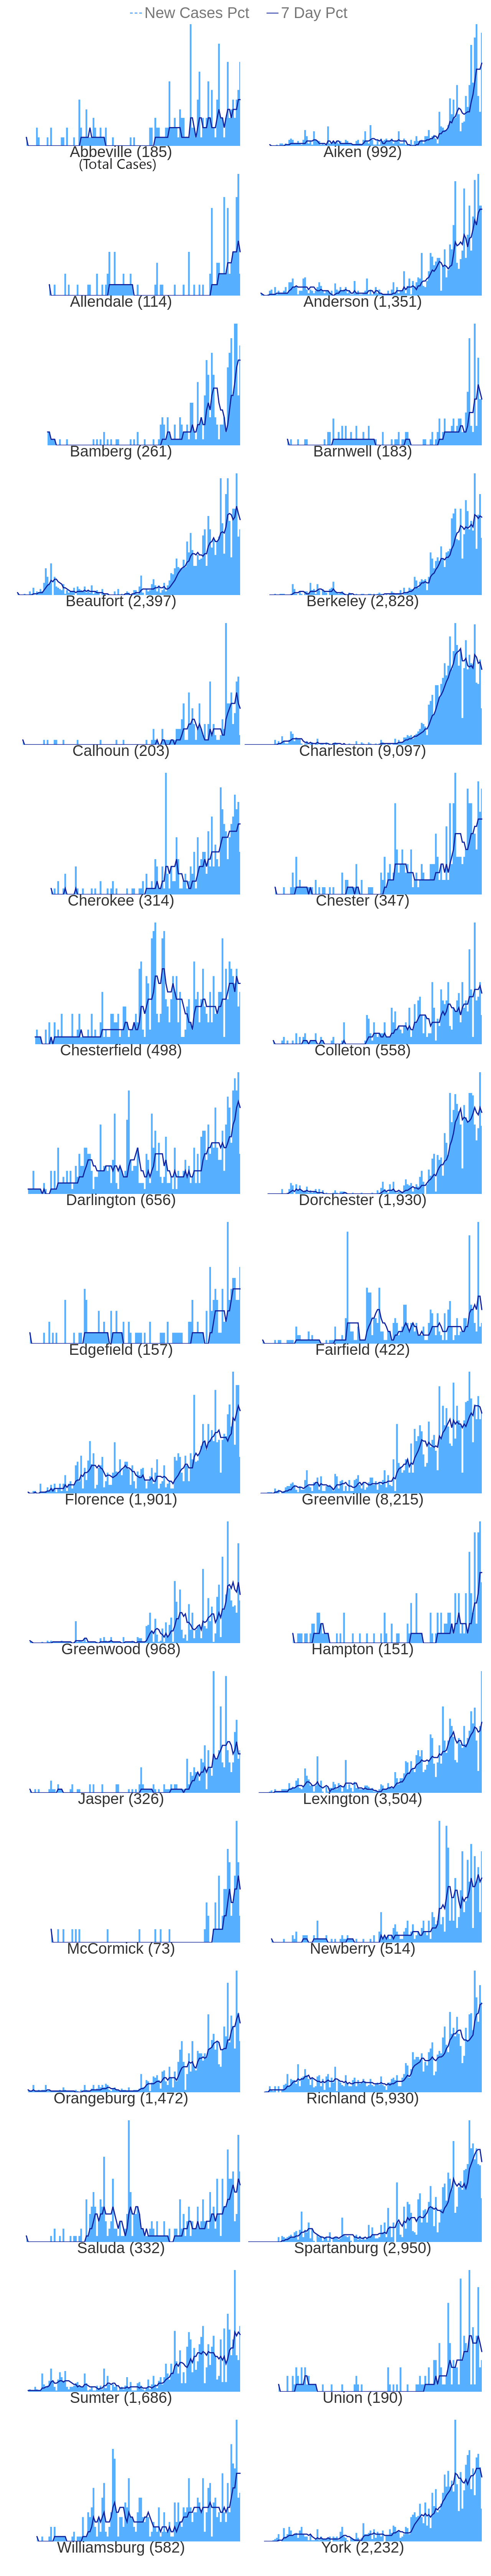 New Cases Pct 7 Day Pct
Abbeville (185) Aiken (992)
(Total Cases)
Allendale (114) Anderson (1,351)
Bamberg (261) Barnwell (183)
Beaufort (2,397) Berkeley (2,828)
Calhoun (203) Charleston (9,097)
Cherokee (314) Chester (347)
Chesterfield (498) Colleton (558)
Darlington (656) Dorchester (1,930)
Edgefield (157) Fairfield (422)
Florence (1,901) Greenville (8,215)
Greenwood (968) Hampton (151)
Jasper (326) Lexington (3,504)
McCormick (73) Newberry (514)
Orangeburg (1,472) Richland (5,930)
Saluda (332) Spartanburg (2,950)
Sumter (1,686) Union (190)
Williamsburg (582) York (2,232)